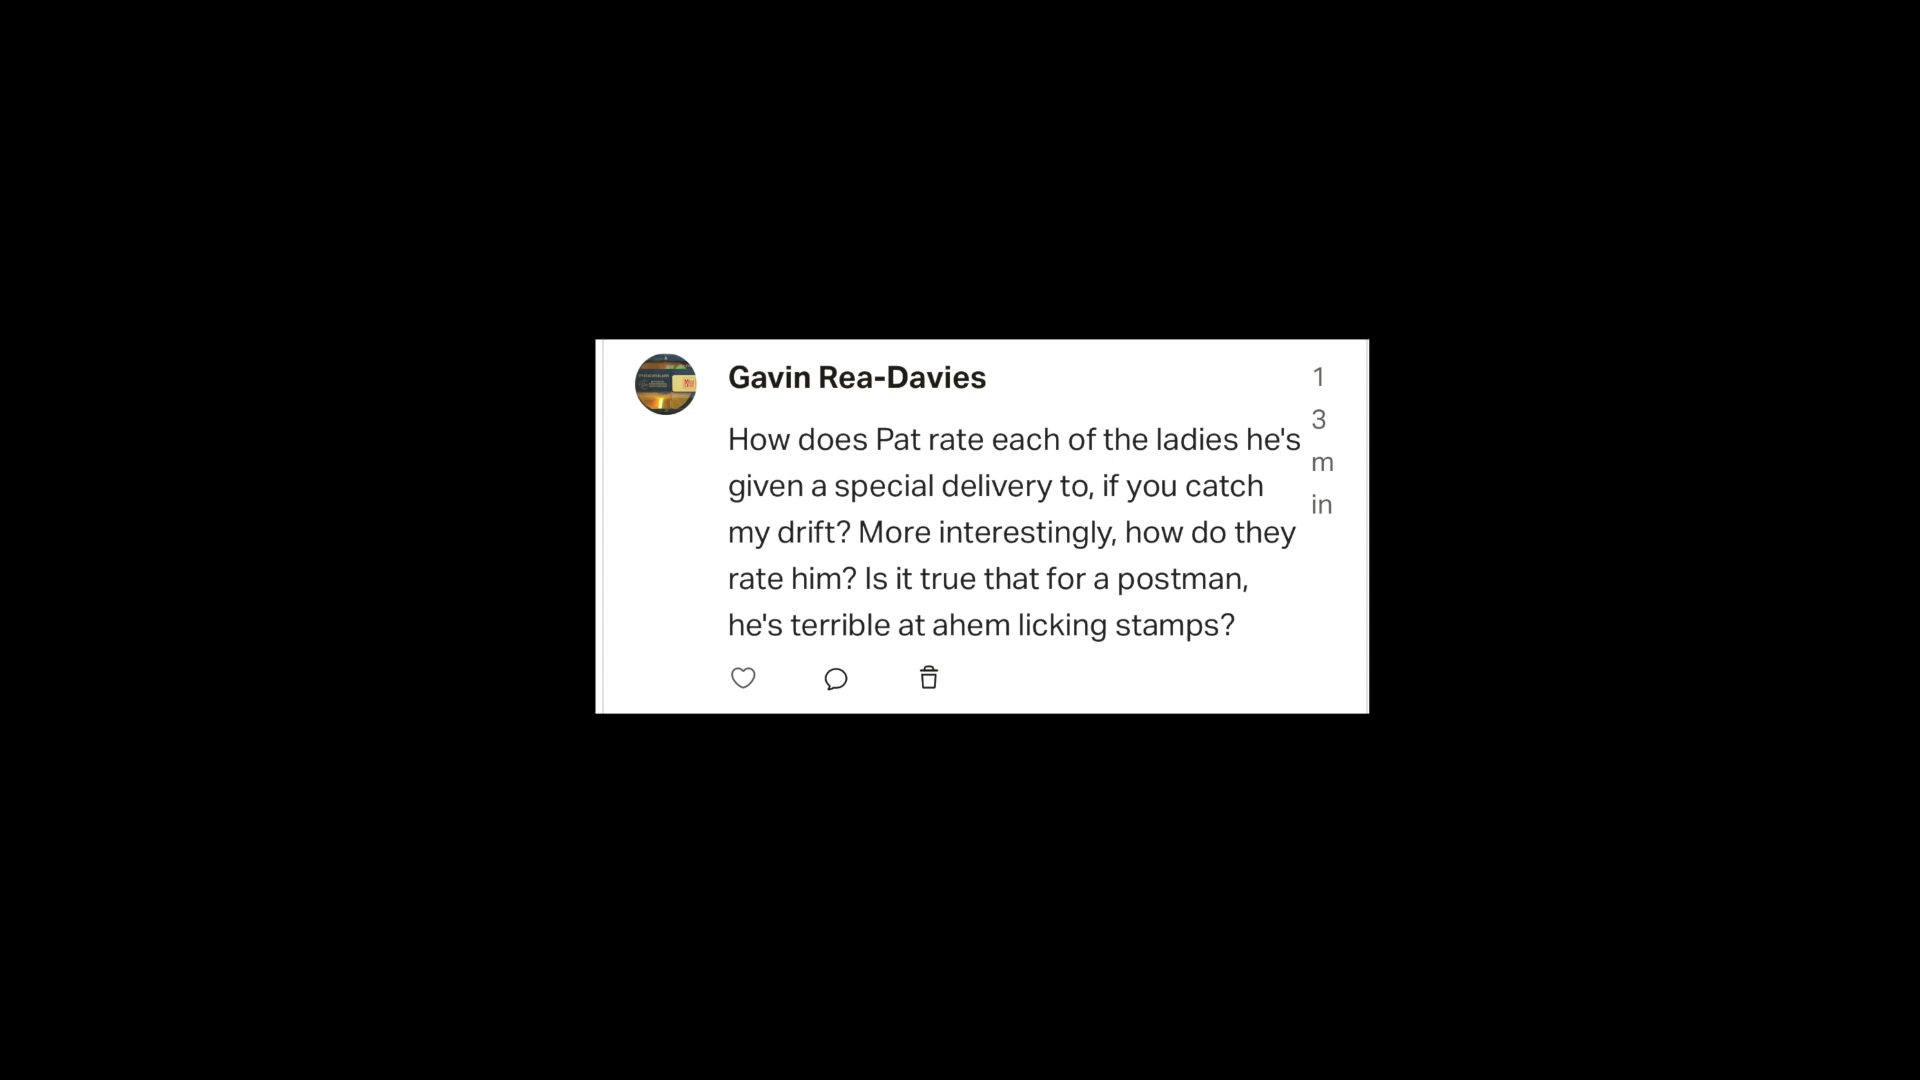 Gavin Rea-Davies
1
3
m
in
How does Pat rate each of the ladies he's
given a special delivery to, if you catch
my drift? More interestingly, how do they
rate him? Is it true that for a postman,
he's terrible at ahem licking stamps?